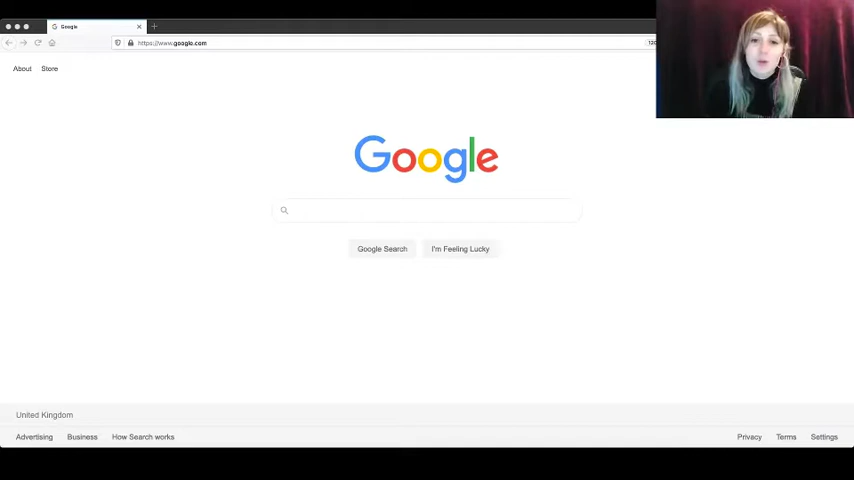 Google
https://www.google.com
120
About Store
Google
Google Search I'm Feeling Lucky
United Kingdom
Advertising Business How Search works Privacy Terms Settings